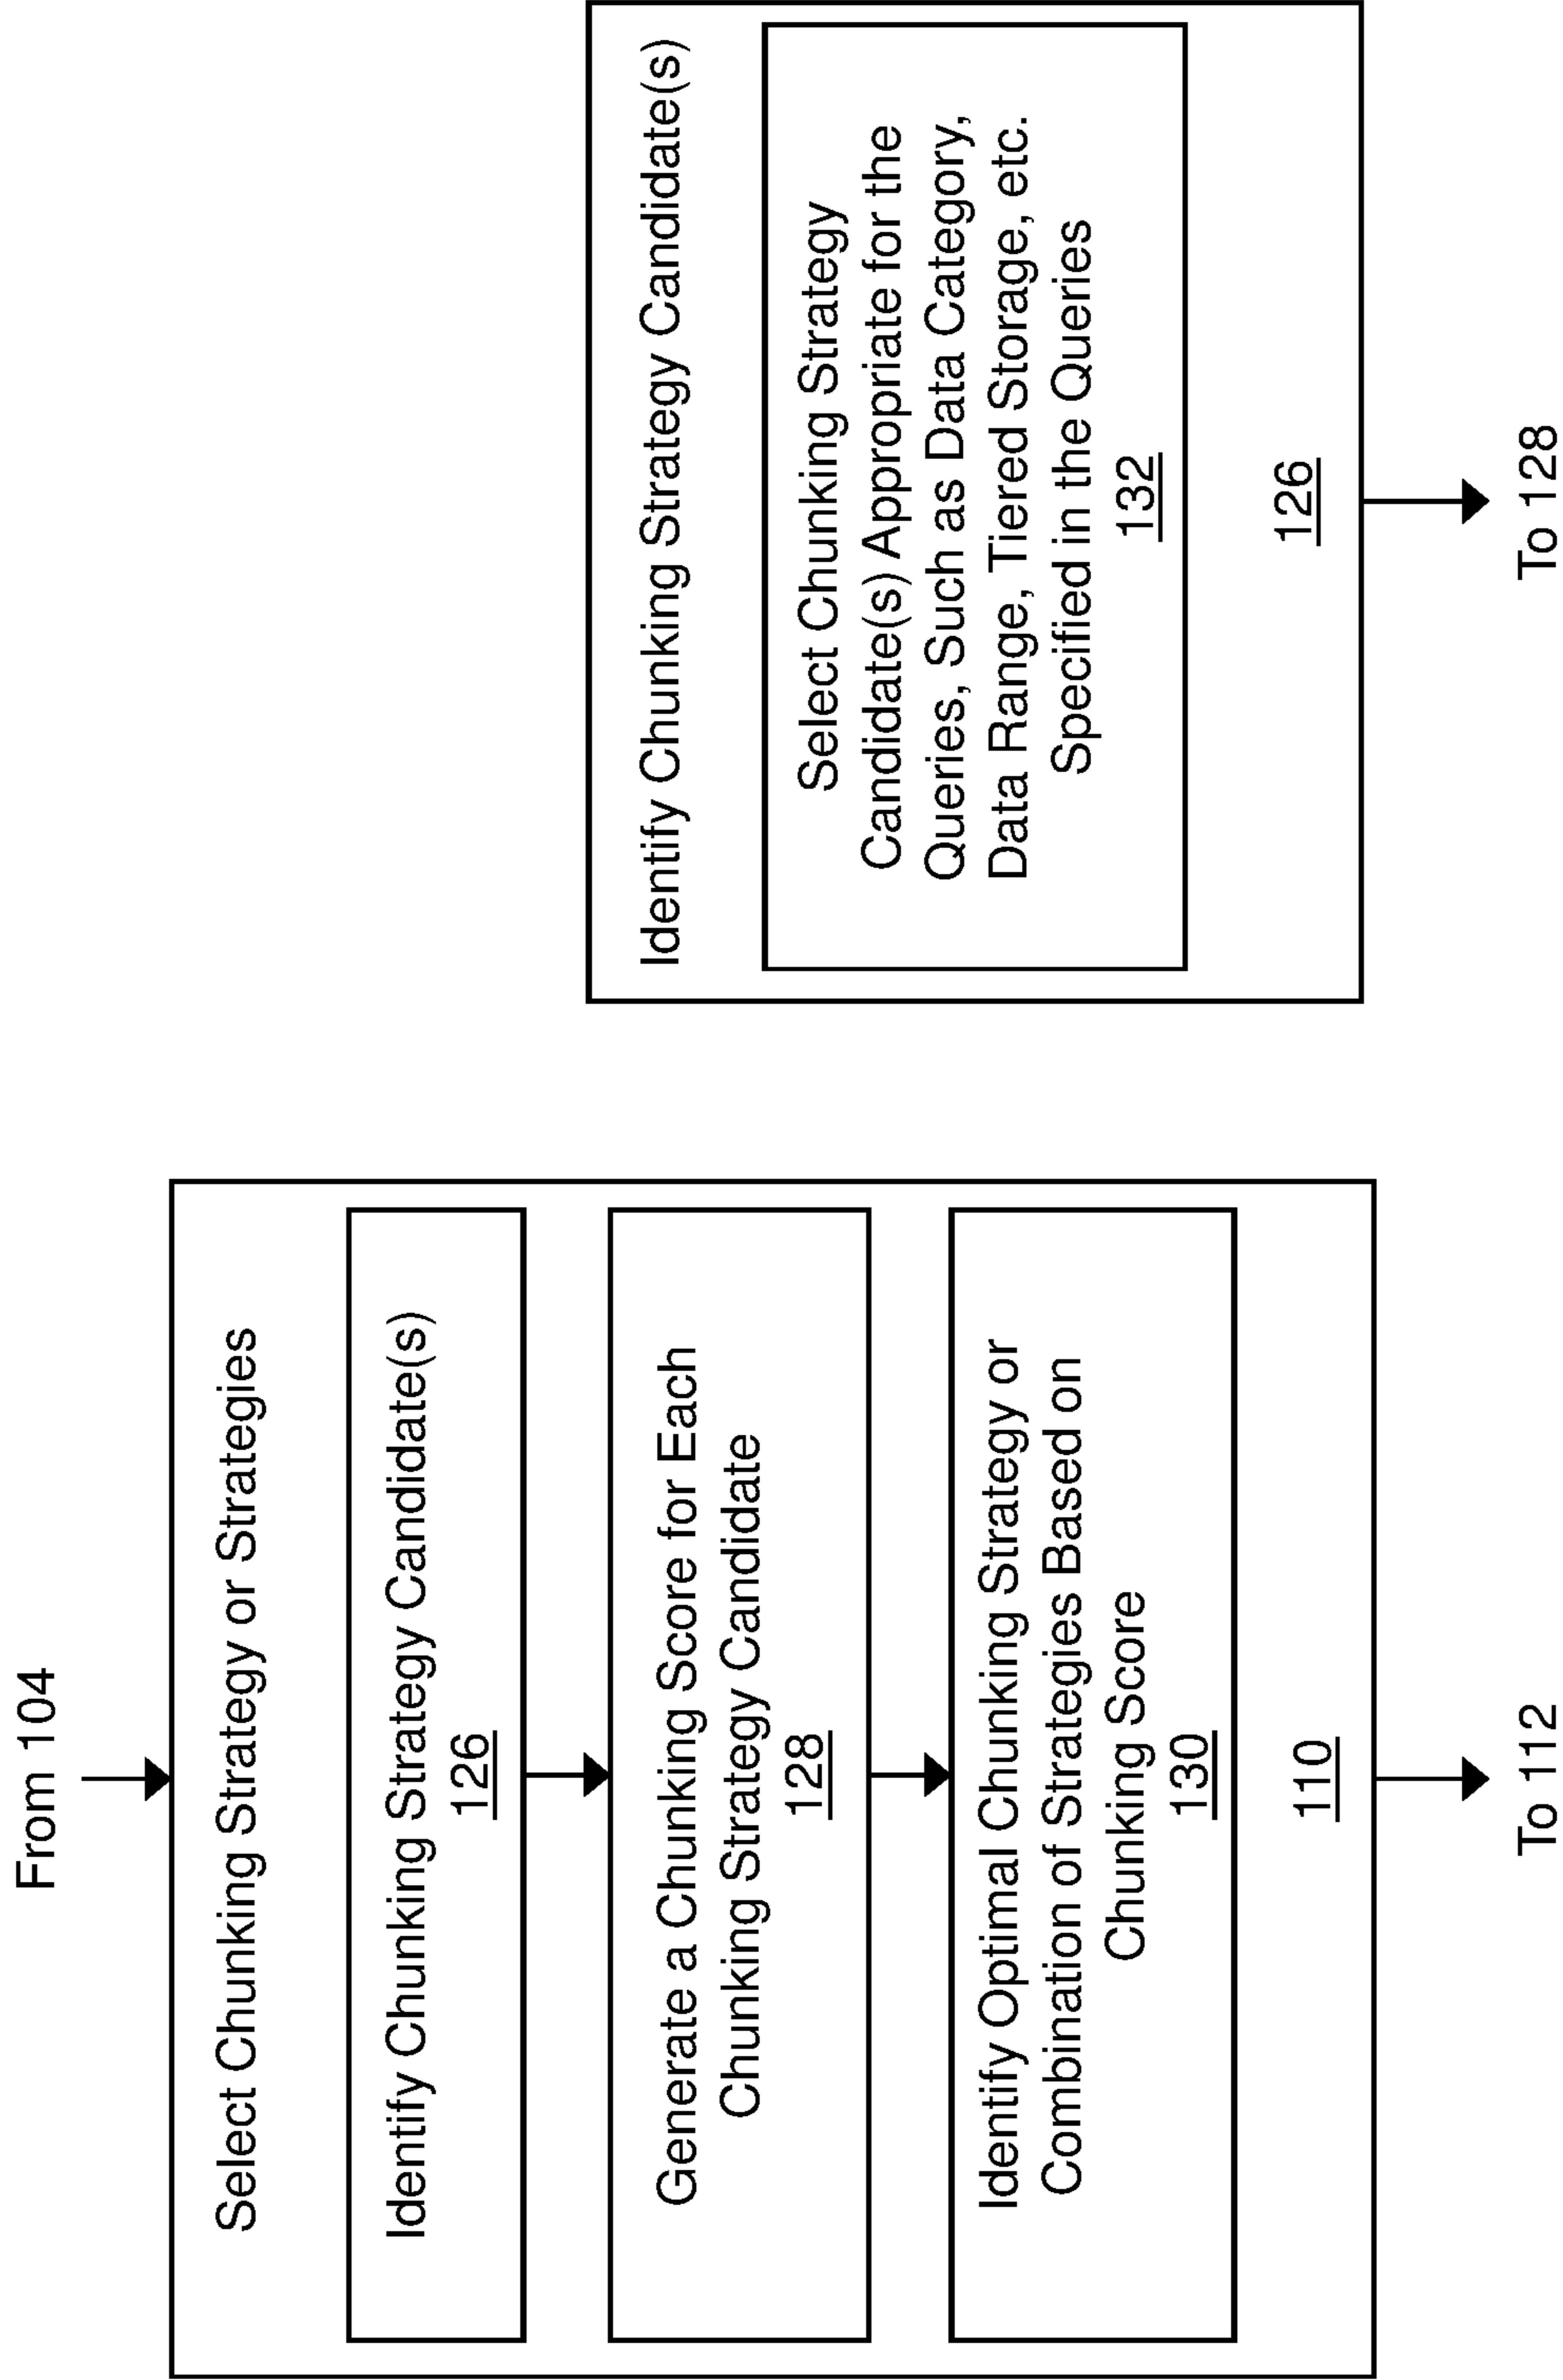 From 104
Select Chunking Strategy or Strategies
Identify Chunking Strategy Candidate(s)
126
Generate a Chunking Score for Each
Chunking Strategy Candidate
128
Identify Optimal Chunking Strategy or
Combination of Strategies Based on
Chunking Score
130
110
To 112
Identify Chunking Strategy Candidate(s)
Select Chunking Strategy
Candidate(s) Appropriate for the
Queries, Such as Data Category,
Data Range, Tiered Storage, etc.
Specified in the Queries
132
126
To 128